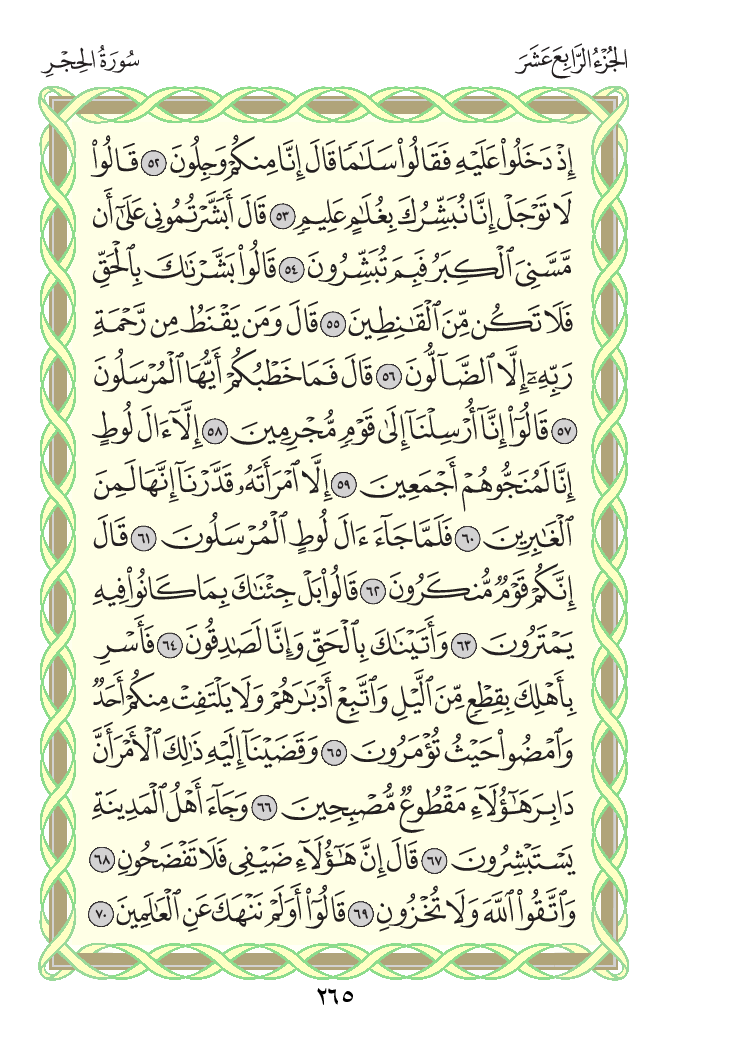 الجُزْءُ الرَّابِعَ عَشَرَ
سُورَةُ الحِجْرِ
إِذْ دَخَلُوا۟ عَلَيْهِ فَقَالُوا۟ سَلَـٰمًا قَالَ إِنَّا مِنكُمْ وَجِلُونَ ٥٢ قَالُوا۟
لَا تَوْجَلْ إِنَّا نُبَشِّرُكَ بِغُلَـٰمٍ عَلِيمٍ ٥٣ قَالَ أَبَشَّرْتُمُونِى عَلَىٰٓ أَن
مَّسَّنِىَ ٱلْكِبَرُ فَبِمَ تُبَشِّرُونَ ٥٤ قَالُوا۟ بَشَّرْنَـٰكَ بِٱلْحَقِّ
فَلَا تَكُن مِّنَ ٱلْقَـٰنِطِينَ ٥٥ قَالَ وَمَن يَقْنَطُ مِن رَّحْمَةِ
رَبِّهِۦٓ إِلَّا ٱلضَّآلُّونَ ٥٦ قَالَ فَمَا خَطْبُكُمْ أَيُّهَا ٱلْمُرْسَلُونَ
٥٧ قَالُوٓا۟ إِنَّآ أُرْسِلْنَآ إِلَىٰ قَوْمٍ مُّجْرِمِينَ ٥٨ إِلَّآ ءَالَ لُوطٍ
إِنَّا لَمُنَجُّوهُمْ أَجْمَعِينَ ٥٩ إِلَّا ٱمْرَأَتَهُۥ قَدَّرْنَآ إِنَّهَا لَمِنَ
ٱلْغَـٰبِرِينَ ٦٠ فَلَمَّا جَآءَ ءَالَ لُوطٍ ٱلْمُرْسَلُونَ ٦١ قَالَ
إِنَّكُمْ قَوْمٌ مُّنكَرُونَ ٦٢ قَالُوا۟ بَلْ جِئْنَـٰكَ بِمَا كَانُوا۟ فِيهِ
يَمْتَرُونَ ٦٣ وَأَتَيْنَـٰكَ بِٱلْحَقِّ وَإِنَّا لَصَـٰدِقُونَ ٦٤ فَأَسْرِ
بِأَهْلِكَ بِقِطْعٍ مِّنَ ٱلَّيْلِ وَٱتَّبِعْ أَدْبَـٰرَهُمْ وَلَا يَلْتَفِتْ مِنكُمْ أَحَدٌ
وَٱمْضُوا۟ حَيْثُ تُؤْمَرُونَ ٦٥ وَقَضَيْنَآ إِلَيْهِ ذَٰلِكَ ٱلْأَمْرَ أَنَّ
دَابِرَ هَـٰٓؤُلَآءِ مَقْطُوعٌ مُّصْبِحِينَ ٦٦ وَجَآءَ أَهْلُ ٱلْمَدِينَةِ
يَسْتَبْشِرُونَ ٦٧ قَالَ إِنَّ هَـٰٓؤُلَآءِ ضَيْفِى فَلَا تَفْضَحُونِ ٦٨
وَٱتَّقُوا۟ ٱللَّهَ وَلَا تُخْزُونِ ٦٩ قَالُوٓا۟ أَوَلَمْ نَنْهَكَ عَنِ ٱلْعَـٰلَمِينَ ٧٠
٢٦٥